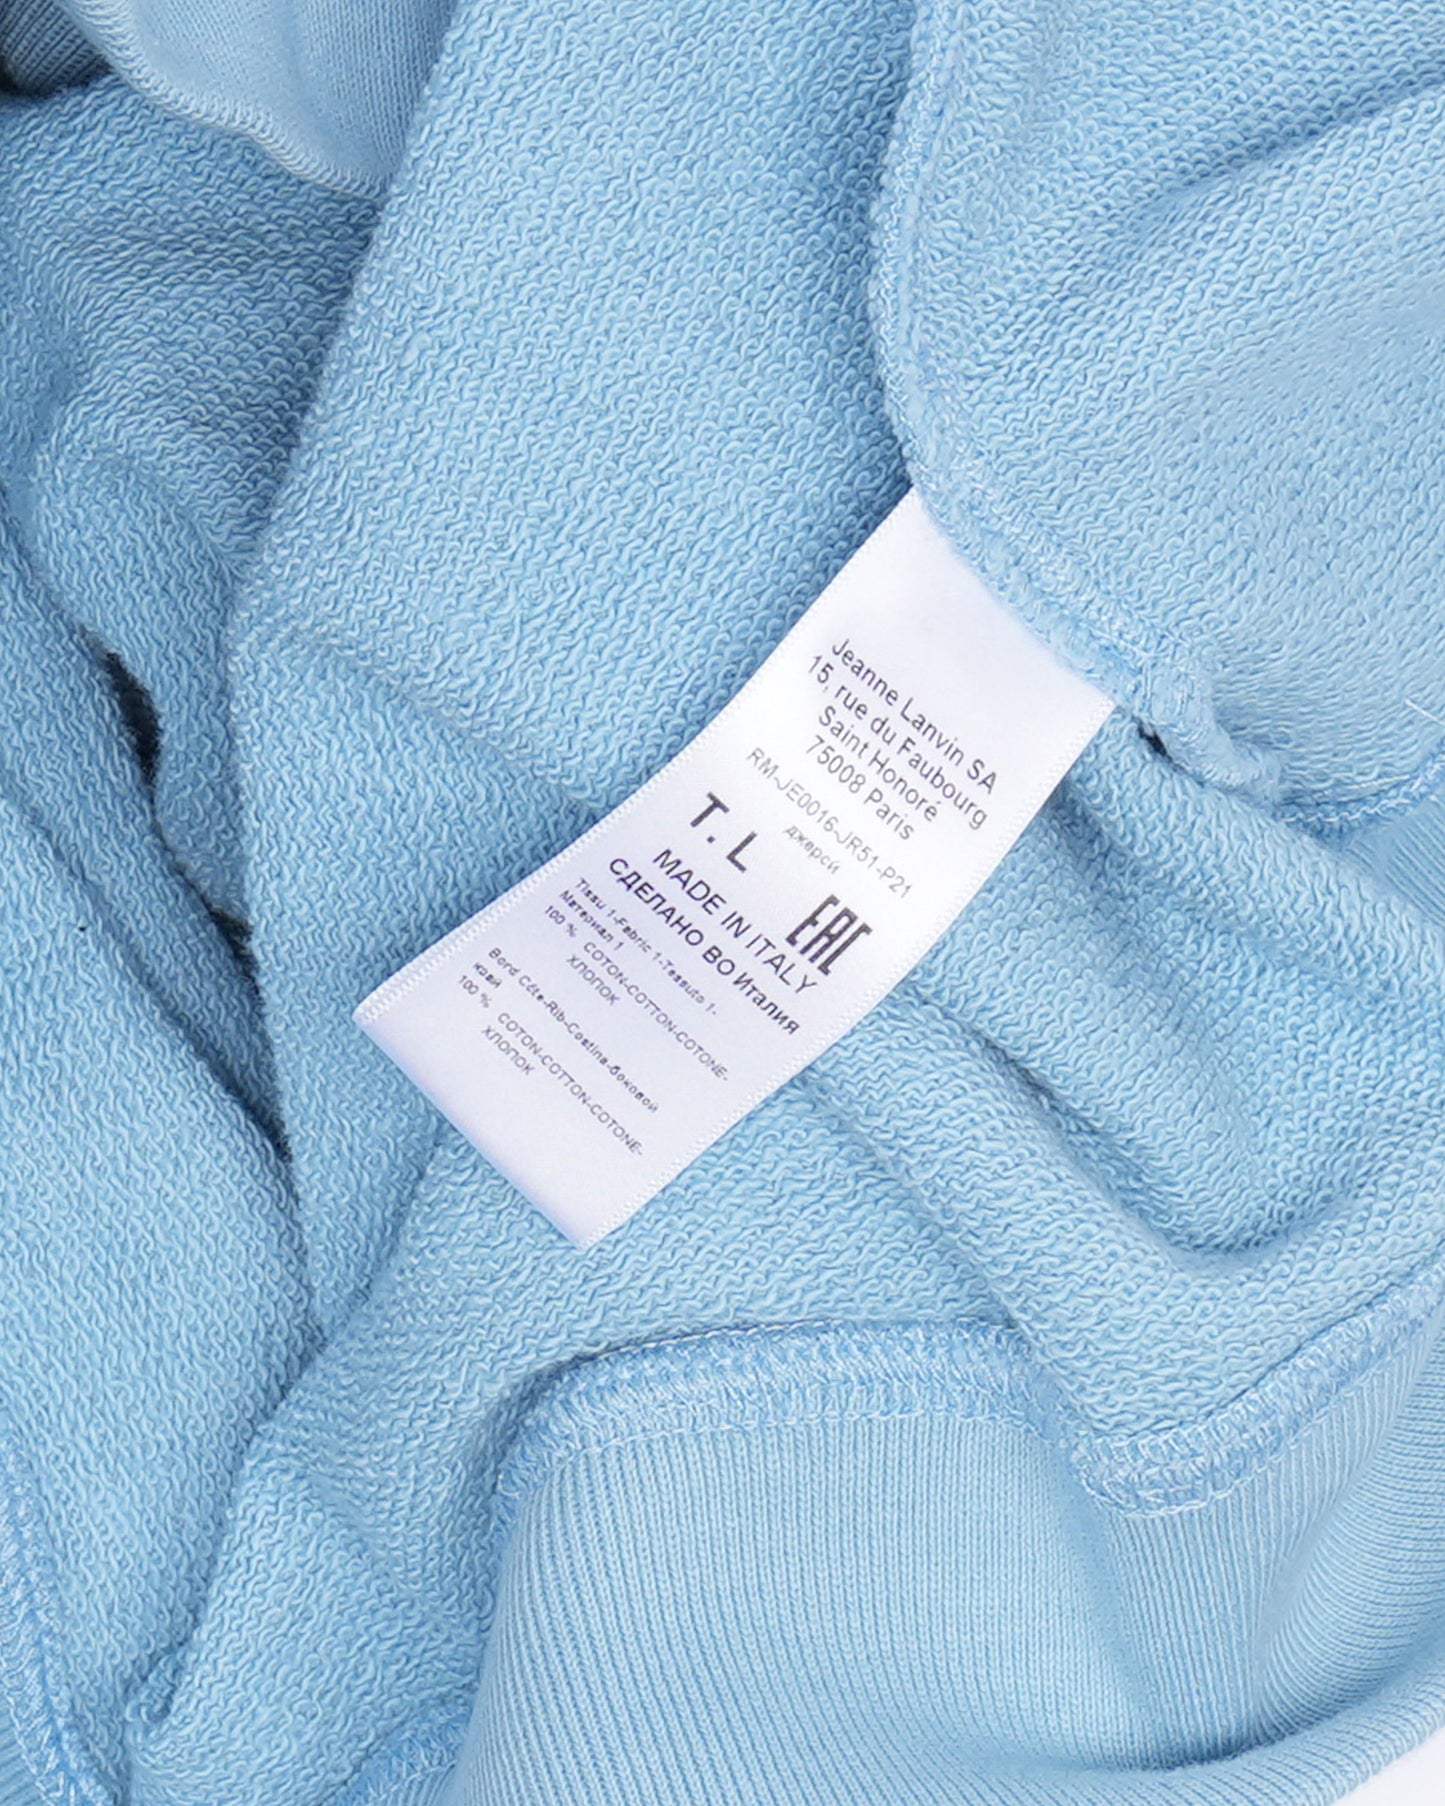 Jeanne Lanvin SA
15, rue du Faubourg
Saint Honoré
75008 Paris
RM-JE0016-JR51-P21
джерси
T. L
EAC
MADE IN ITALY
СДЕЛАНО ВО Италия
Tissu 1-Fabric 1-Tessuto 1-
Материал 1
100 % COTON-COTTON-COTONE-
ХЛОПОК
Bord Côte-Rib-Costina-боковой
край
100 % COTON-COTTON-COTONE-
ХЛОПОК